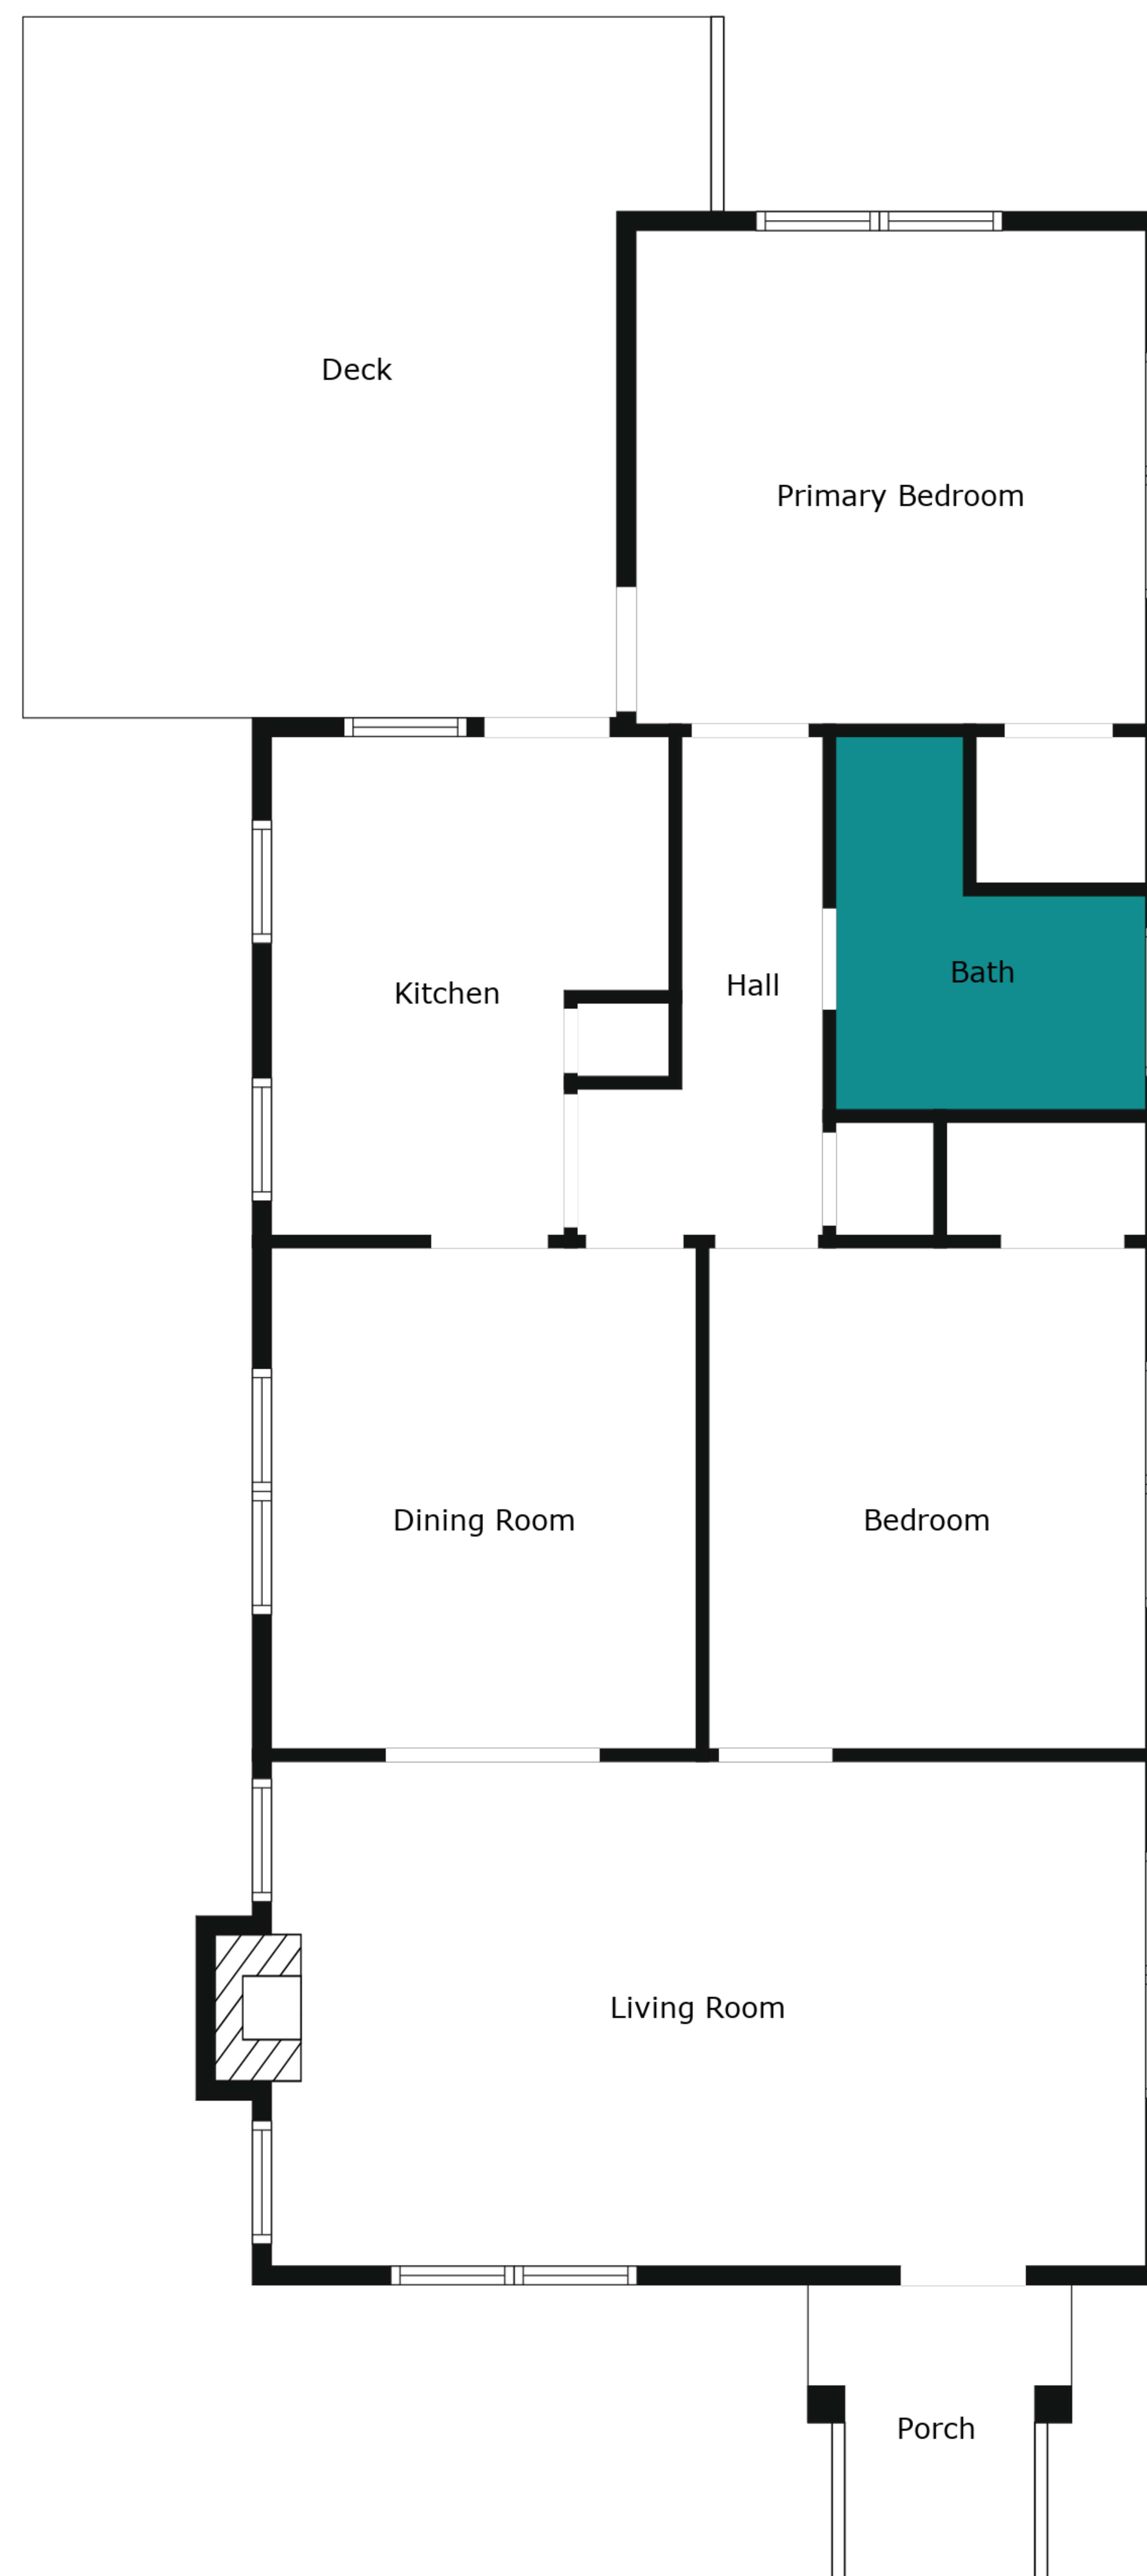 Deck
Primary Bedroom
Kitchen
Hall
Bath
Dining Room
Bedroom
Living Room
Porch